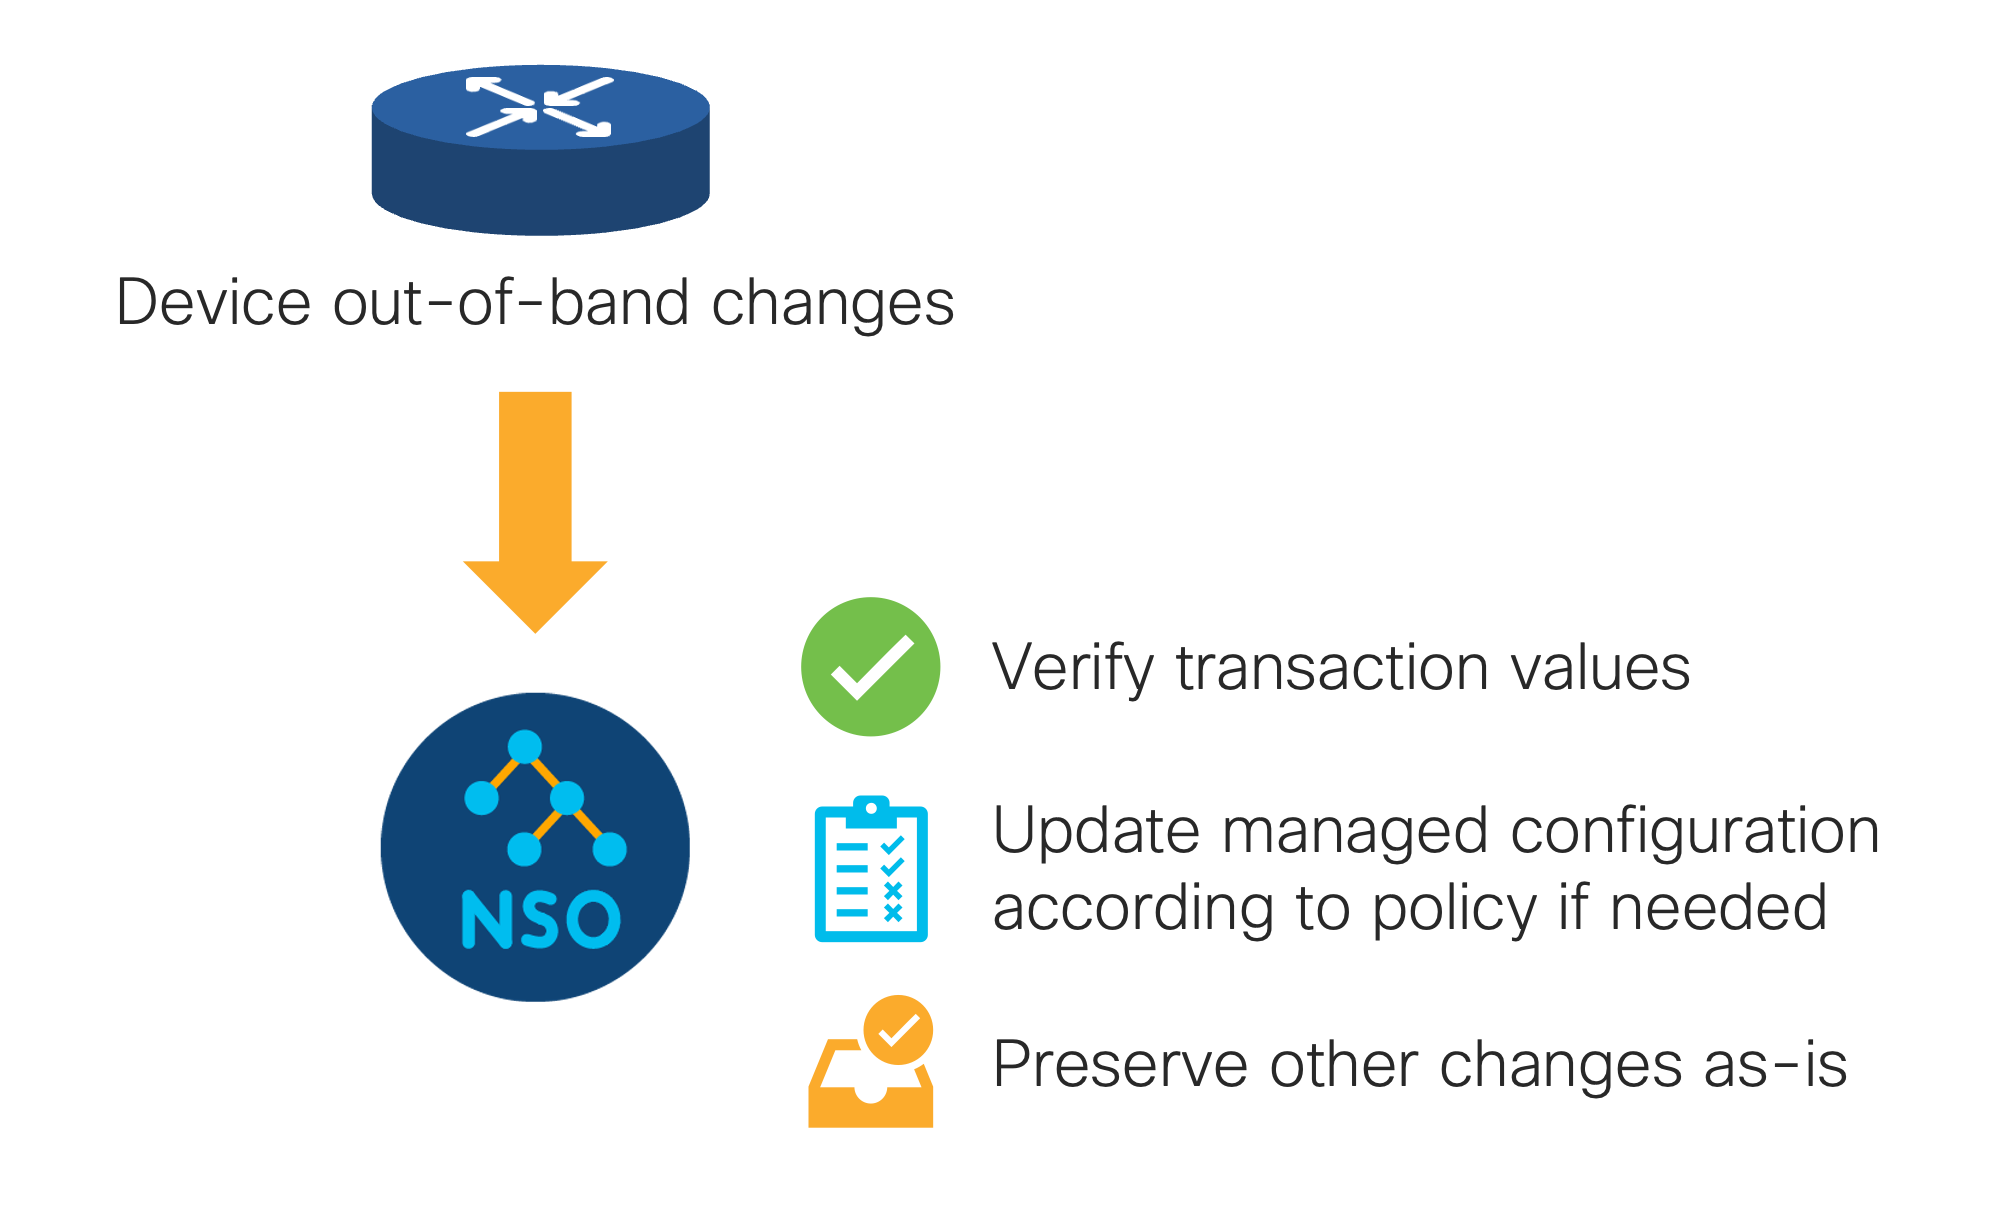 Device out-of-band changes
NSO
Verify transaction values
Update managed configuration
according to policy if needed
Preserve other changes as-is